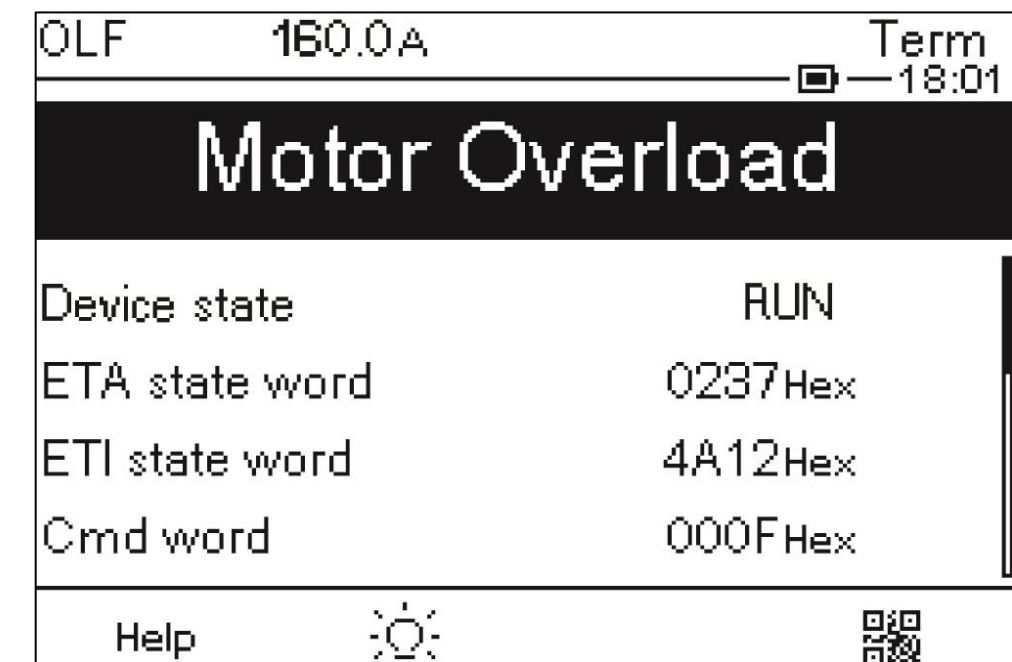 OLF 160.0A Term
18:01
Motor Overload
Device state RUN
ETA state word 0237Hex
ETI state word 4A12Hex
Cmd word 000FHex
Help